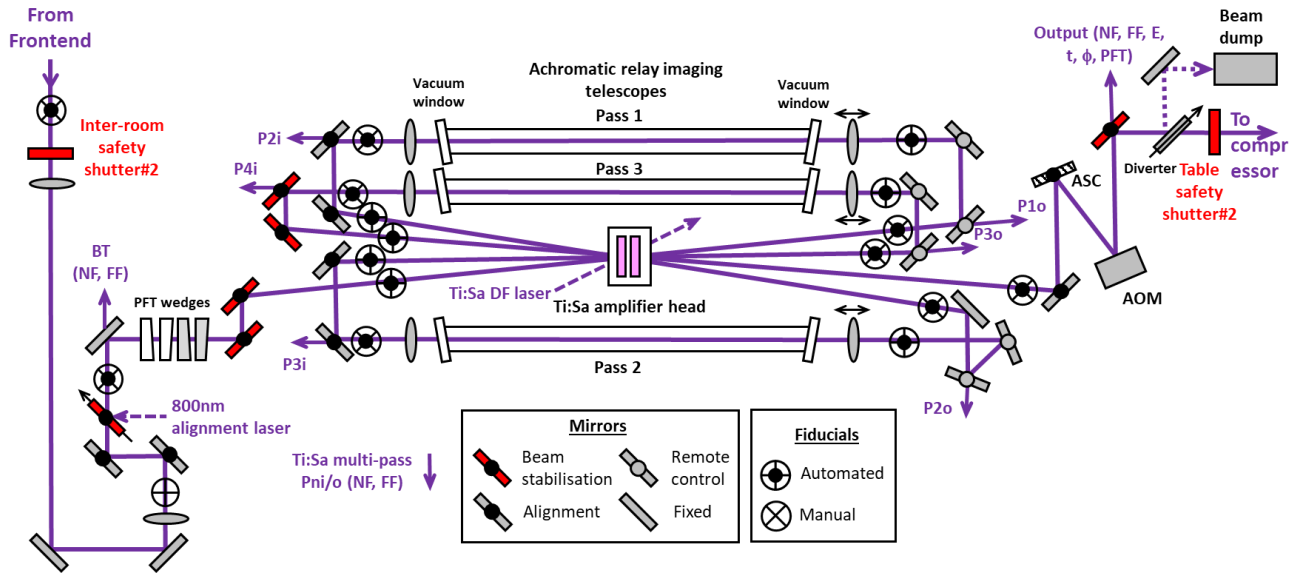 From
Frontend
Inter-room
safety
shutter#2
BT
(NF, FF)
PFT wedges
800nm
alignment laser
Ti:Sa multi-pass
Pni/o (NF, FF)
Achromatic relay imaging
telescopes
Vacuum
window
Vacuum
window
Pass 1
Pass 3
Pass 2
P2i
P4i
P3i
Ti:Sa DF laser
Ti:Sa amplifier head
P1o
P3o
P2o
Output (NF, FF, E,
t, ϕ, PFT)
Beam
dump
To
compr
essor
Diverter
Table
safety
shutter#2
ASC
AOM
Mirrors
Beam
stabilisation
Remote
control
Alignment
Fixed
Fiducials
Automated
Manual